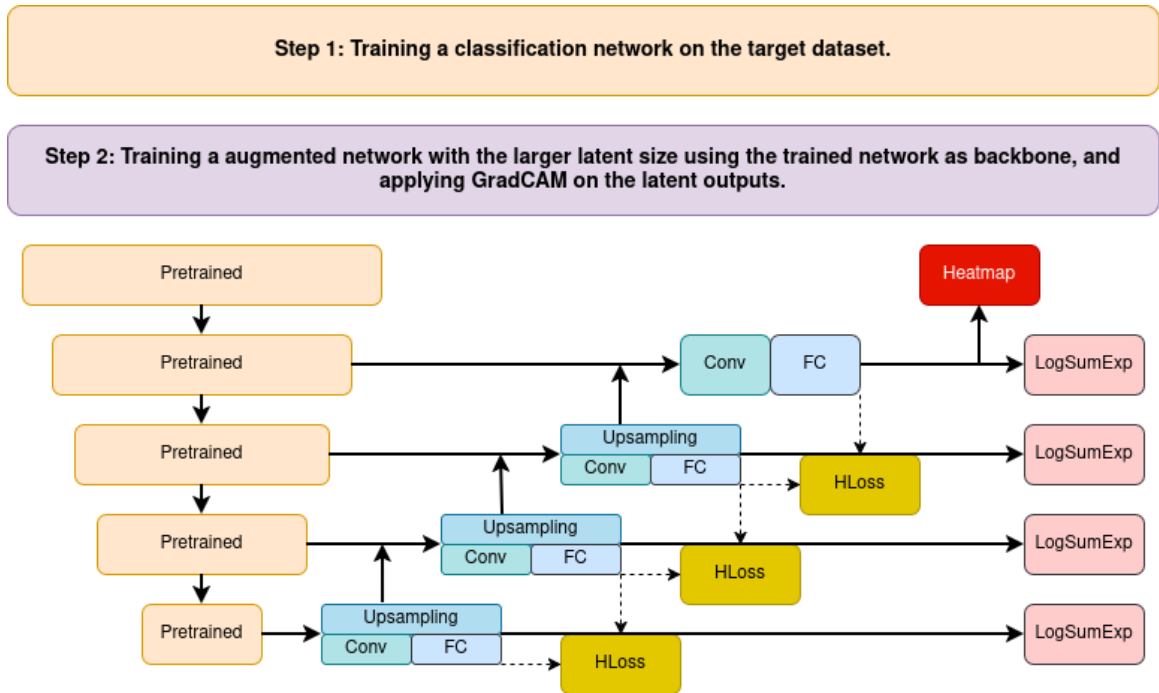 Step 1: Training a classification network on the target dataset.
Step 2: Training a augmented network with the larger latent size using the trained network as backbone, and
applying GradCAM on the latent outputs.
Pretrained
Heatmap
Pretrained
Conv
FC
LogSumExp
Pretrained
Upsampling
Conv
FC
HLoss
LogSumExp
Pretrained
Upsampling
Conv
FC
HLoss
LogSumExp
Pretrained
Upsampling
Conv
FC
HLoss
LogSumExp